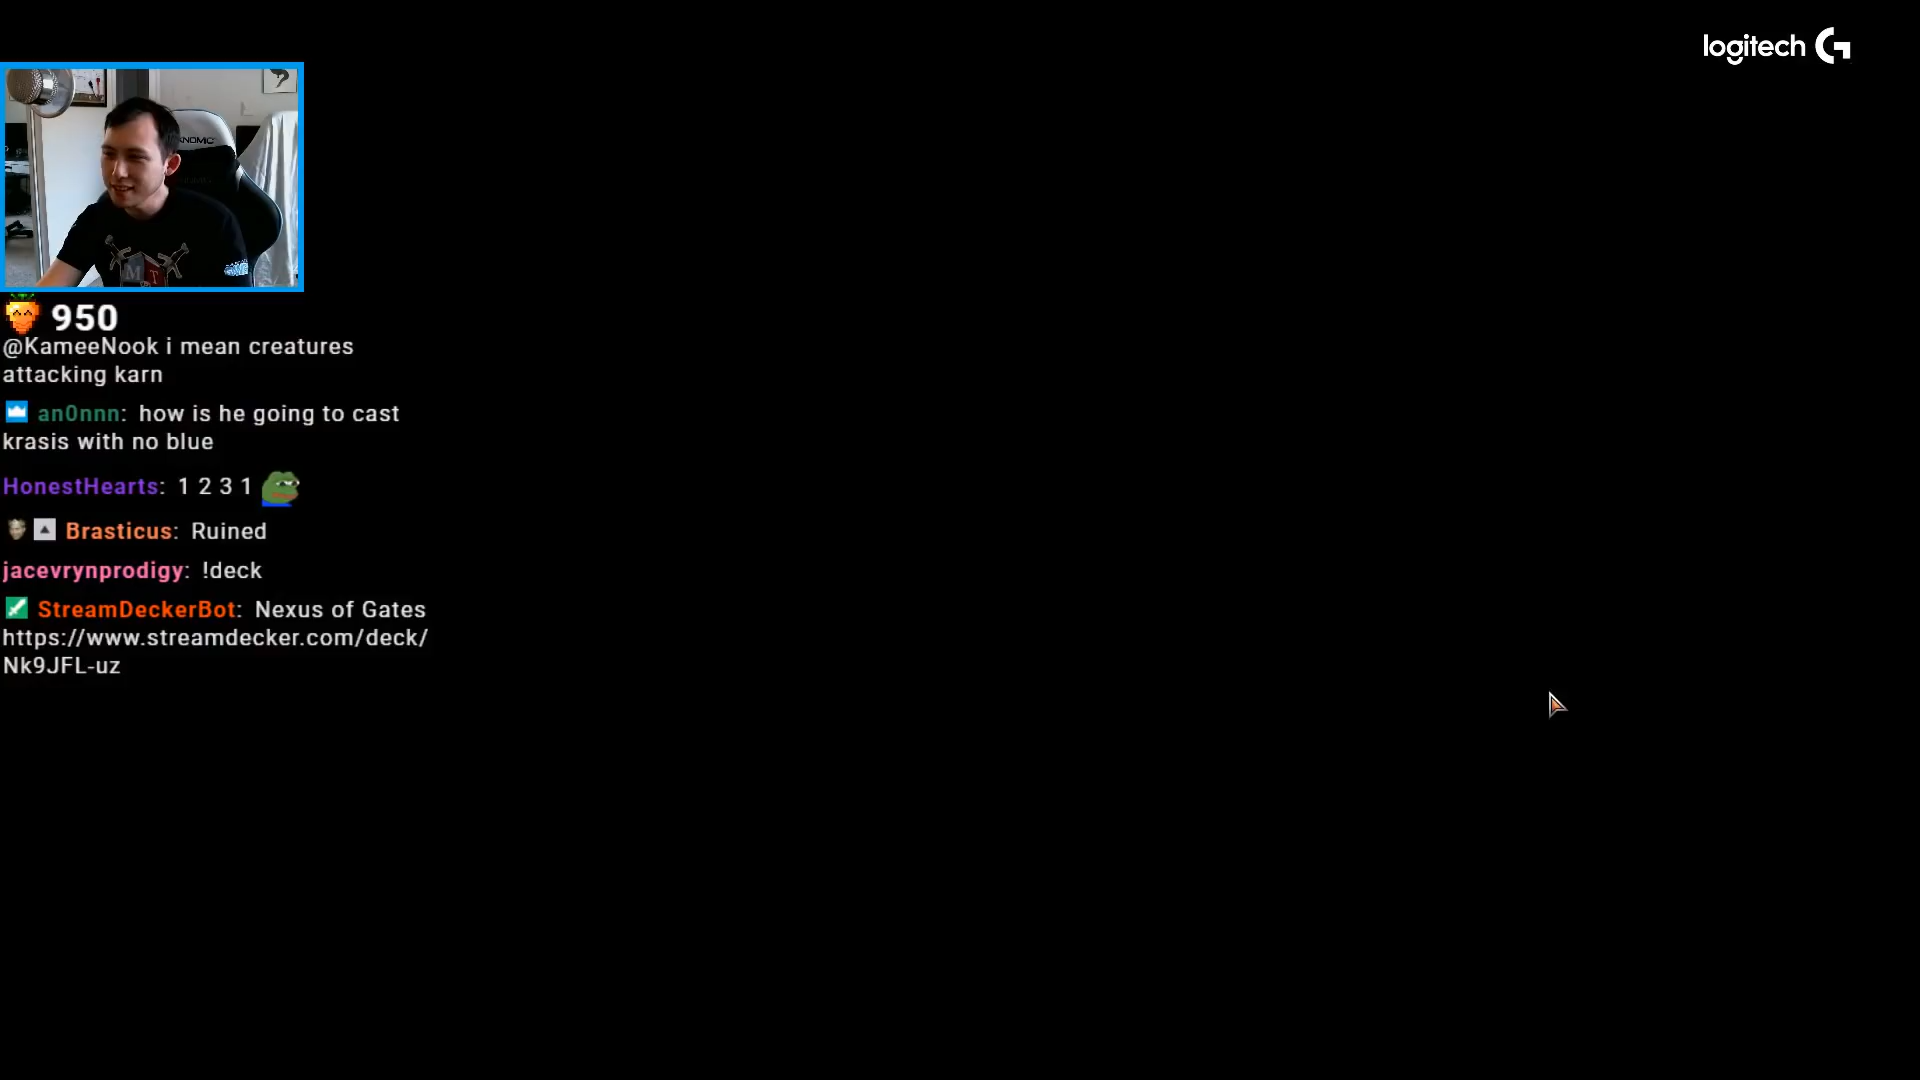 logitech G
950
@KameeNook i mean creatures
attacking karn
an0nnn: how is he going to cast
krasis with no blue
HonestHearts: 1 2 3 1
Brasticus: Ruined
jacevrynprodigy: !deck
StreamDeckerBot: Nexus of Gates
https://www.streamdecker.com/deck/
Nk9JFL-uz